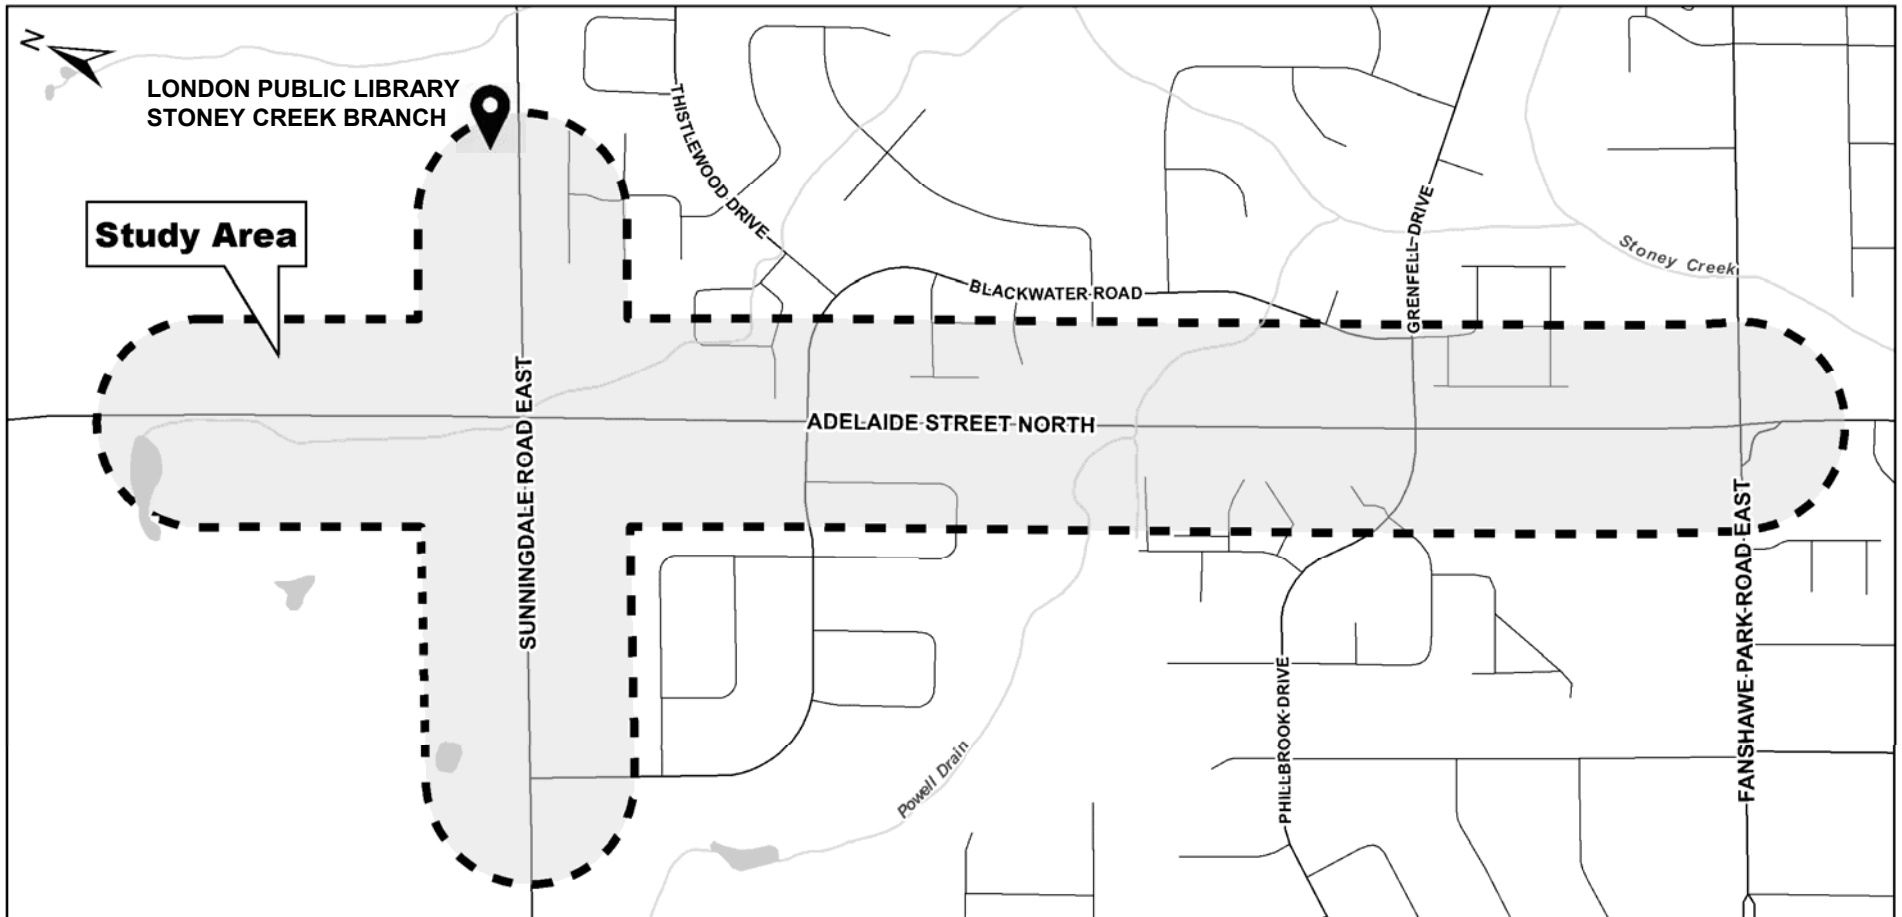 N
LONDON PUBLIC LIBRARY
STONEY CREEK BRANCH
Study Area
THISTLEWOOD DRIVE
BLACKWATER ROAD
GRENFELL DRIVE
Stoney Creek
SUNNINGDALE ROAD EAST
ADELAIDE STREET NORTH
FANSHAWE PARK ROAD EAST
PHILLBROOK DRIVE
Powell Drain